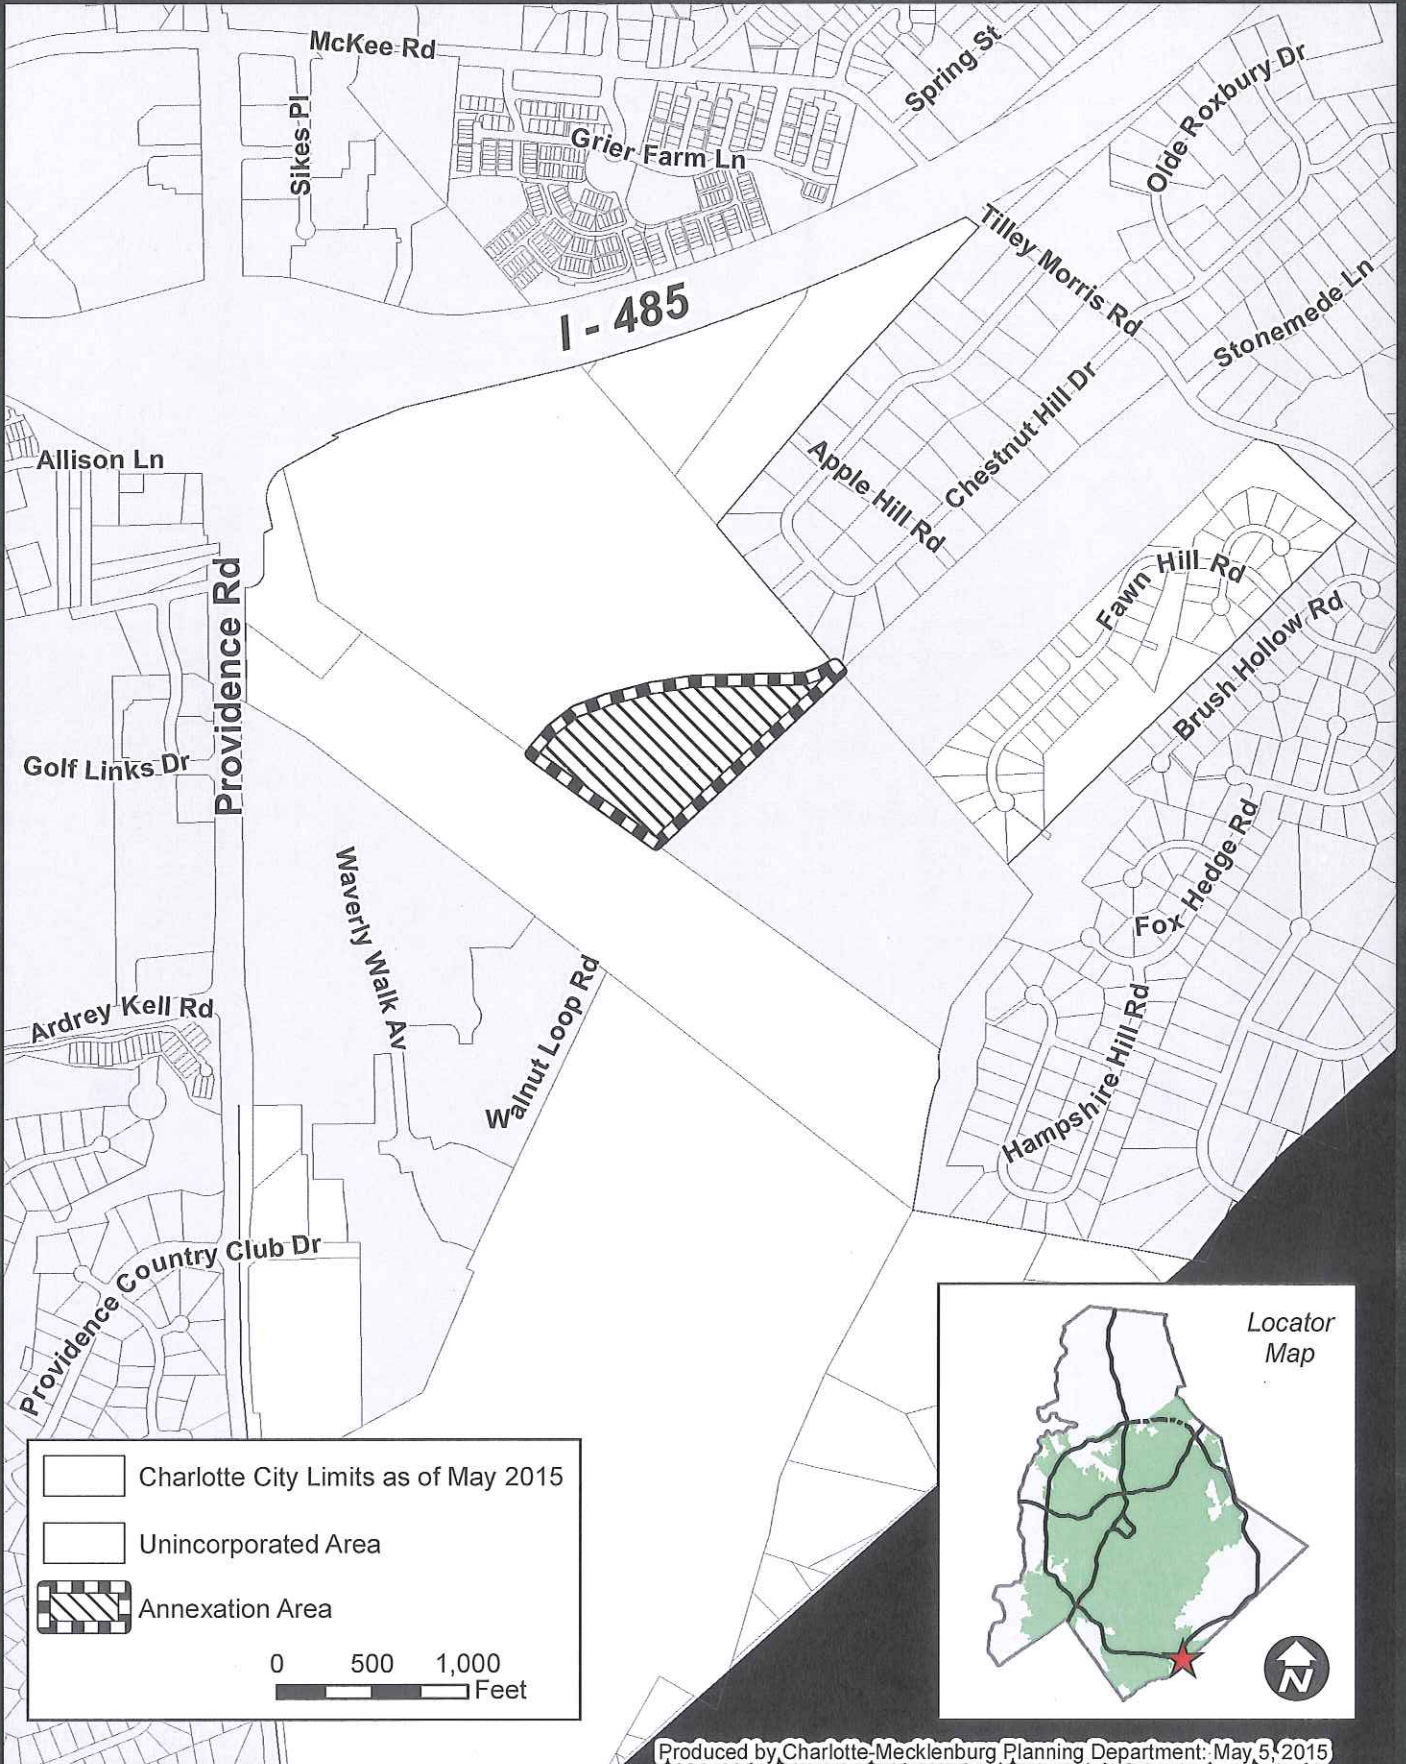 McKee Rd
Spring St
Olde Roxbury Dr
Sikes Pl
Grier Farm Ln
Tilley Morris Rd
Stonemede Ln
I - 485
Chestnut Hill Dr
Apple Hill Rd
Allison Ln
Providence Rd
Fawn Hill Rd
Brush Hollow Rd
Golf Links Dr
Fox Hedge Rd
Waverly Walk Av
Walnut Loop Rd
Ardrey Kell Rd
Hampshire Hill Rd
Providence Country Club Dr
Locator
Map
Charlotte City Limits as of May 2015
Unincorporated Area
Annexation Area
0 500 1,000
Feet
N
Produced by Charlotte-Mecklenburg Planning Department: May 5, 2015